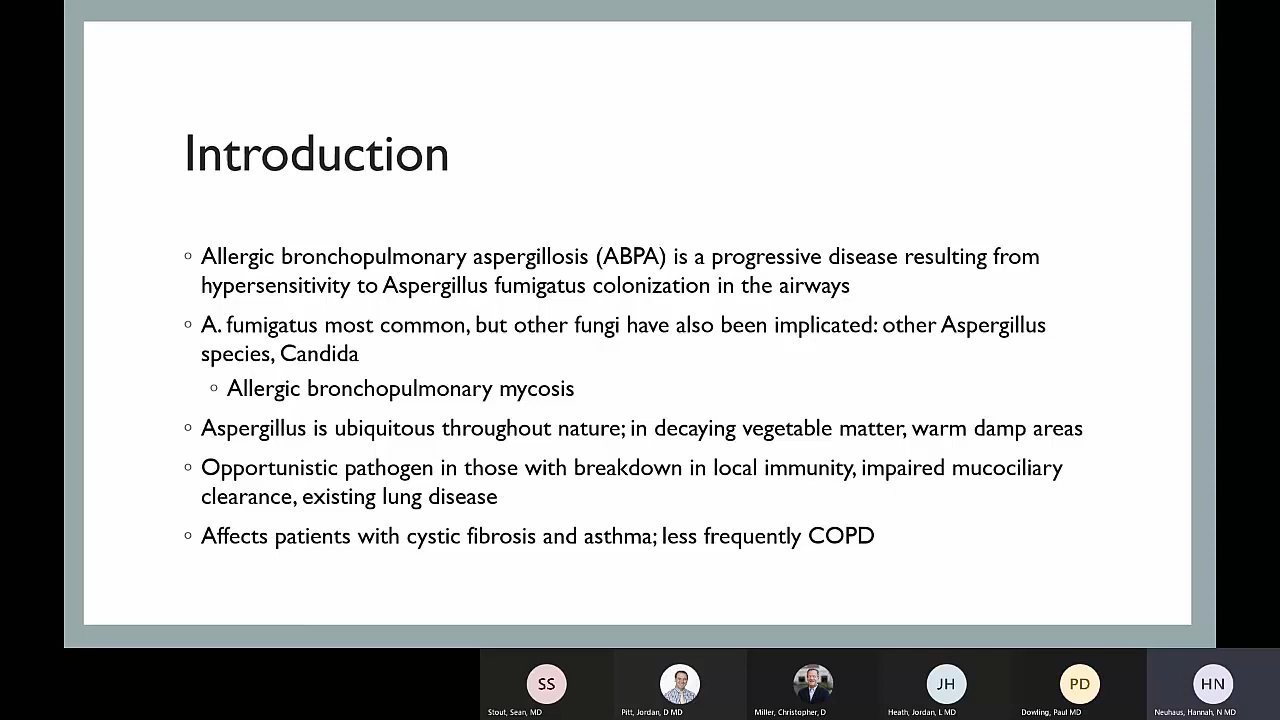 Introduction
◦ Allergic bronchopulmonary aspergillosis (ABPA) is a progressive disease resulting from
hypersensitivity to Aspergillus fumigatus colonization in the airways
◦ A. fumigatus most common, but other fungi have also been implicated: other Aspergillus
species, Candida
◦ Allergic bronchopulmonary mycosis
◦ Aspergillus is ubiquitous throughout nature; in decaying vegetable matter, warm damp areas
◦ Opportunistic pathogen in those with breakdown in local immunity, impaired mucociliary
clearance, existing lung disease
◦ Affects patients with cystic fibrosis and asthma; less frequently COPD
SS
JH
PD
HN
Stout, Sean, MD
Pitt, Jordan, D MD
Miller, Christopher, D
Heath, Jordan, L MD
Dowling, Paul MD
Neuhaus, Hannah, N MD